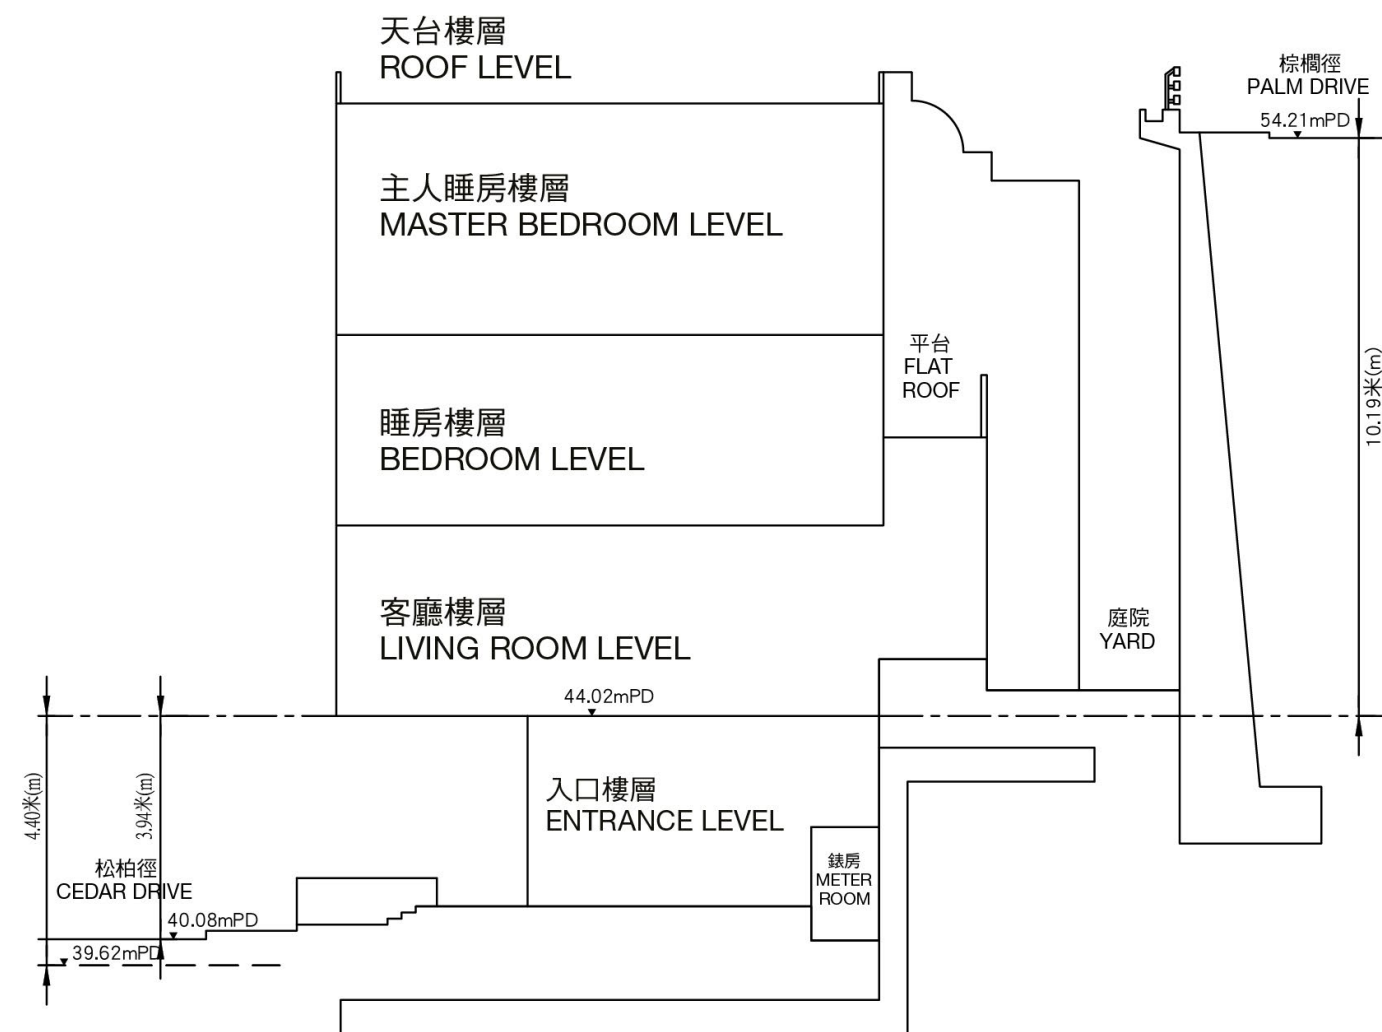 天台樓層
ROOF LEVEL
棕櫚徑
PALM DRIVE
54.21mPD
主人睡房樓層
MASTER BEDROOM LEVEL
平台
FLAT
ROOF
10.19米(m)
睡房樓層
BEDROOM LEVEL
客廳樓層
LIVING ROOM LEVEL
庭院
YARD
44.02mPD
4.40米(m)
3.94米(m)
入口樓層
ENTRANCE LEVEL
錶房
METER
ROOM
松柏徑
CEDAR DRIVE
40.08mPD
39.62mPD